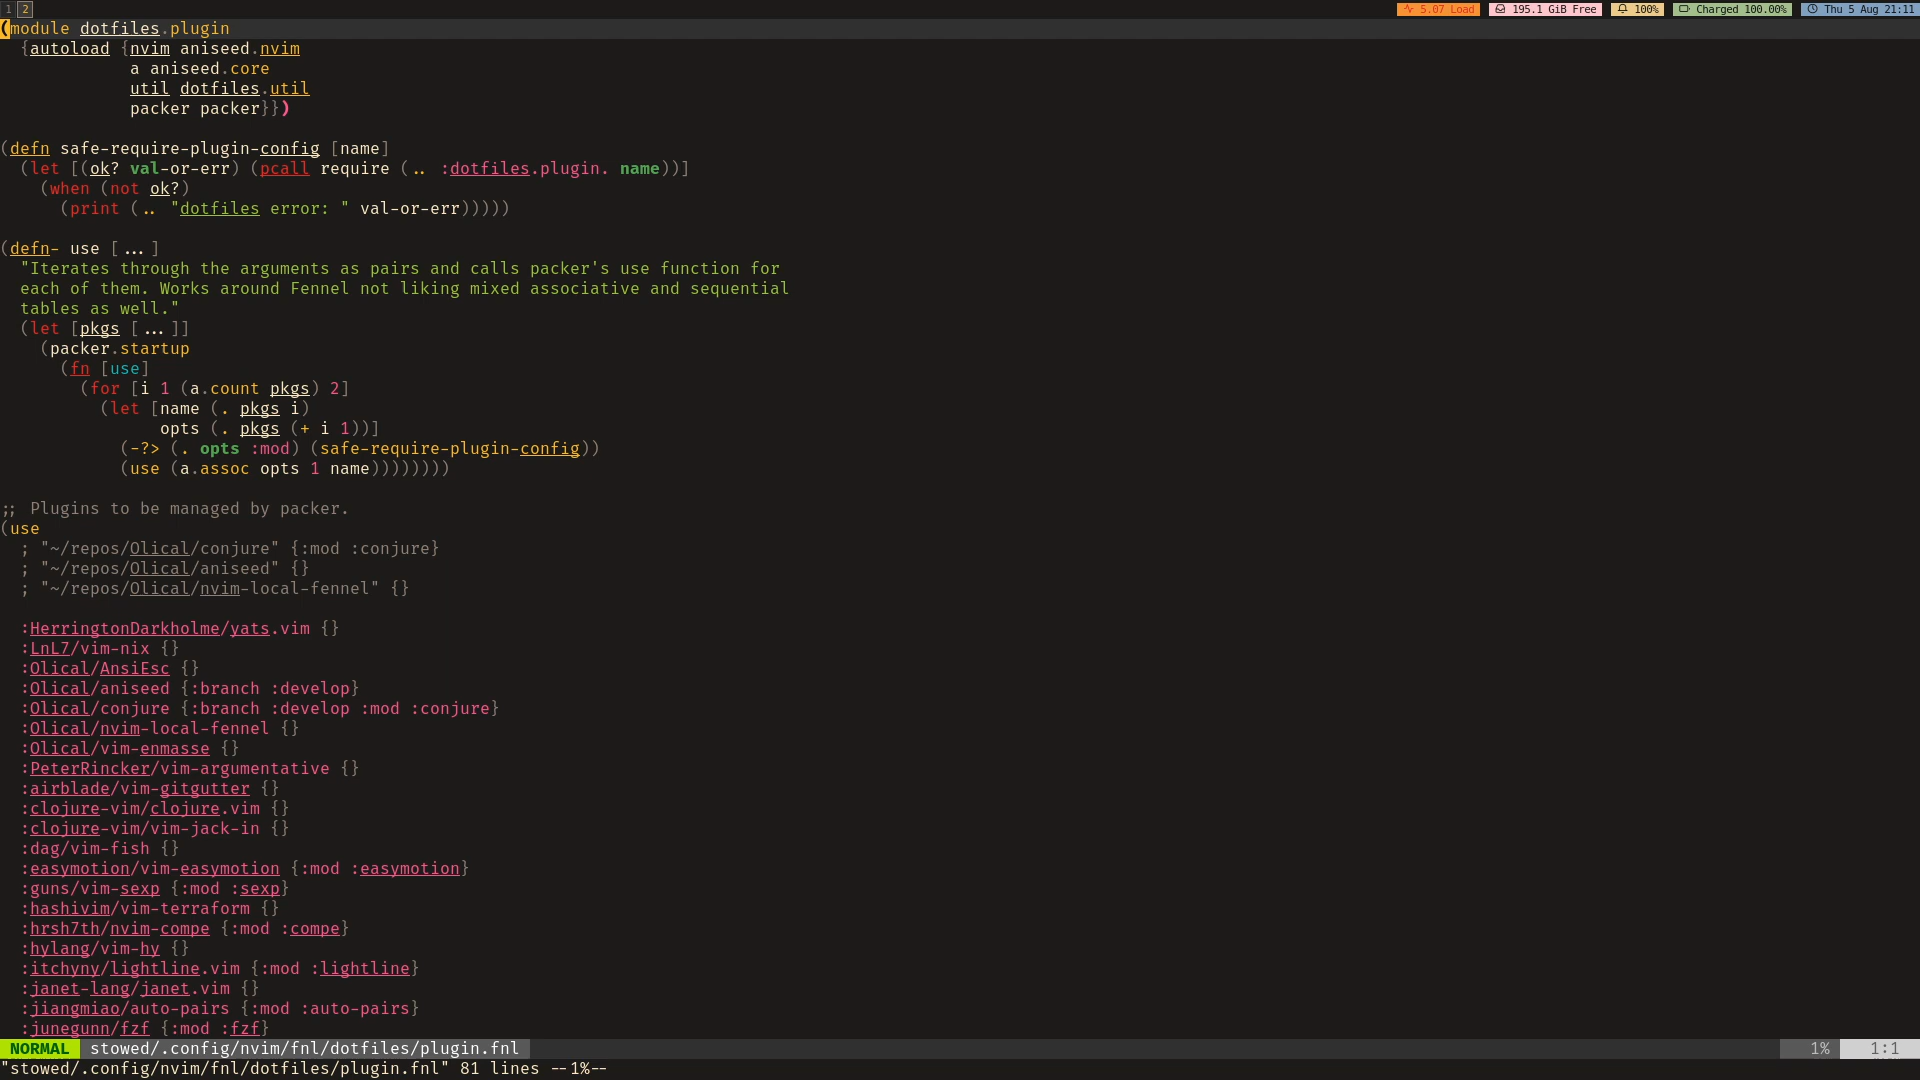 1 2 5.07 Load 195.1 GiB Free 100% Charged 100.00% Thu 5 Aug 21:11
(module dotfiles.plugin
  {autoload {nvim aniseed.nvim
             a aniseed.core
             util dotfiles.util
             packer packer}})

(defn safe-require-plugin-config [name]
  (let [(ok? val-or-err) (pcall require (.. :dotfiles.plugin. name))]
    (when (not ok?)
      (print (.. "dotfiles error: " val-or-err)))))

(defn- use [...]
  "Iterates through the arguments as pairs and calls packer's use function for
  each of them. Works around Fennel not liking mixed associative and sequential
  tables as well."
  (let [pkgs [...]]
    (packer.startup
      (fn [use]
        (for [i 1 (a.count pkgs) 2]
          (let [name (. pkgs i)
                opts (. pkgs (+ i 1))]
            (-?> (. opts :mod) (safe-require-plugin-config))
            (use (a.assoc opts 1 name))))))))

;; Plugins to be managed by packer.
(use
  ; "~/repos/Olical/conjure" {:mod :conjure}
  ; "~/repos/Olical/aniseed" {}
  ; "~/repos/Olical/nvim-local-fennel" {}

  :HerringtonDarkholme/yats.vim {}
  :LnL7/vim-nix {}
  :Olical/AnsiEsc {}
  :Olical/aniseed {:branch :develop}
  :Olical/conjure {:branch :develop :mod :conjure}
  :Olical/nvim-local-fennel {}
  :Olical/vim-enmasse {}
  :PeterRincker/vim-argumentative {}
  :airblade/vim-gitgutter {}
  :clojure-vim/clojure.vim {}
  :clojure-vim/vim-jack-in {}
  :dag/vim-fish {}
  :easymotion/vim-easymotion {:mod :easymotion}
  :guns/vim-sexp {:mod :sexp}
  :hashivim/vim-terraform {}
  :hrsh7th/nvim-compe {:mod :compe}
  :hylang/vim-hy {}
  :itchyny/lightline.vim {:mod :lightline}
  :janet-lang/janet.vim {}
  :jiangmiao/auto-pairs {:mod :auto-pairs}
  :junegunn/fzf {:mod :fzf}
NORMAL stowed/.config/nvim/fnl/dotfiles/plugin.fnl 1% 1:1
"stowed/.config/nvim/fnl/dotfiles/plugin.fnl" 81 lines --1%--